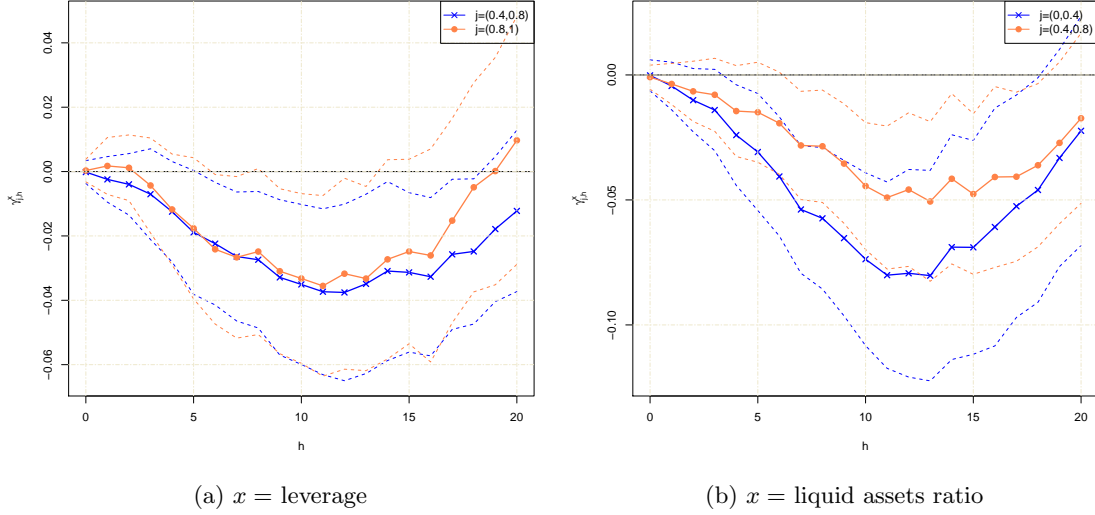 j=(0.4,0.8)
j=(0.8,1)
0.04
0.02
0.00
−0.02
−0.04
−0.06
γˣj,h
0 5 10 15 20
h
(a) x = leverage
j=(0,0.4)
j=(0.4,0.8)
0.00
−0.05
−0.10
γˣj,h
0 5 10 15 20
h
(b) x = liquid assets ratio